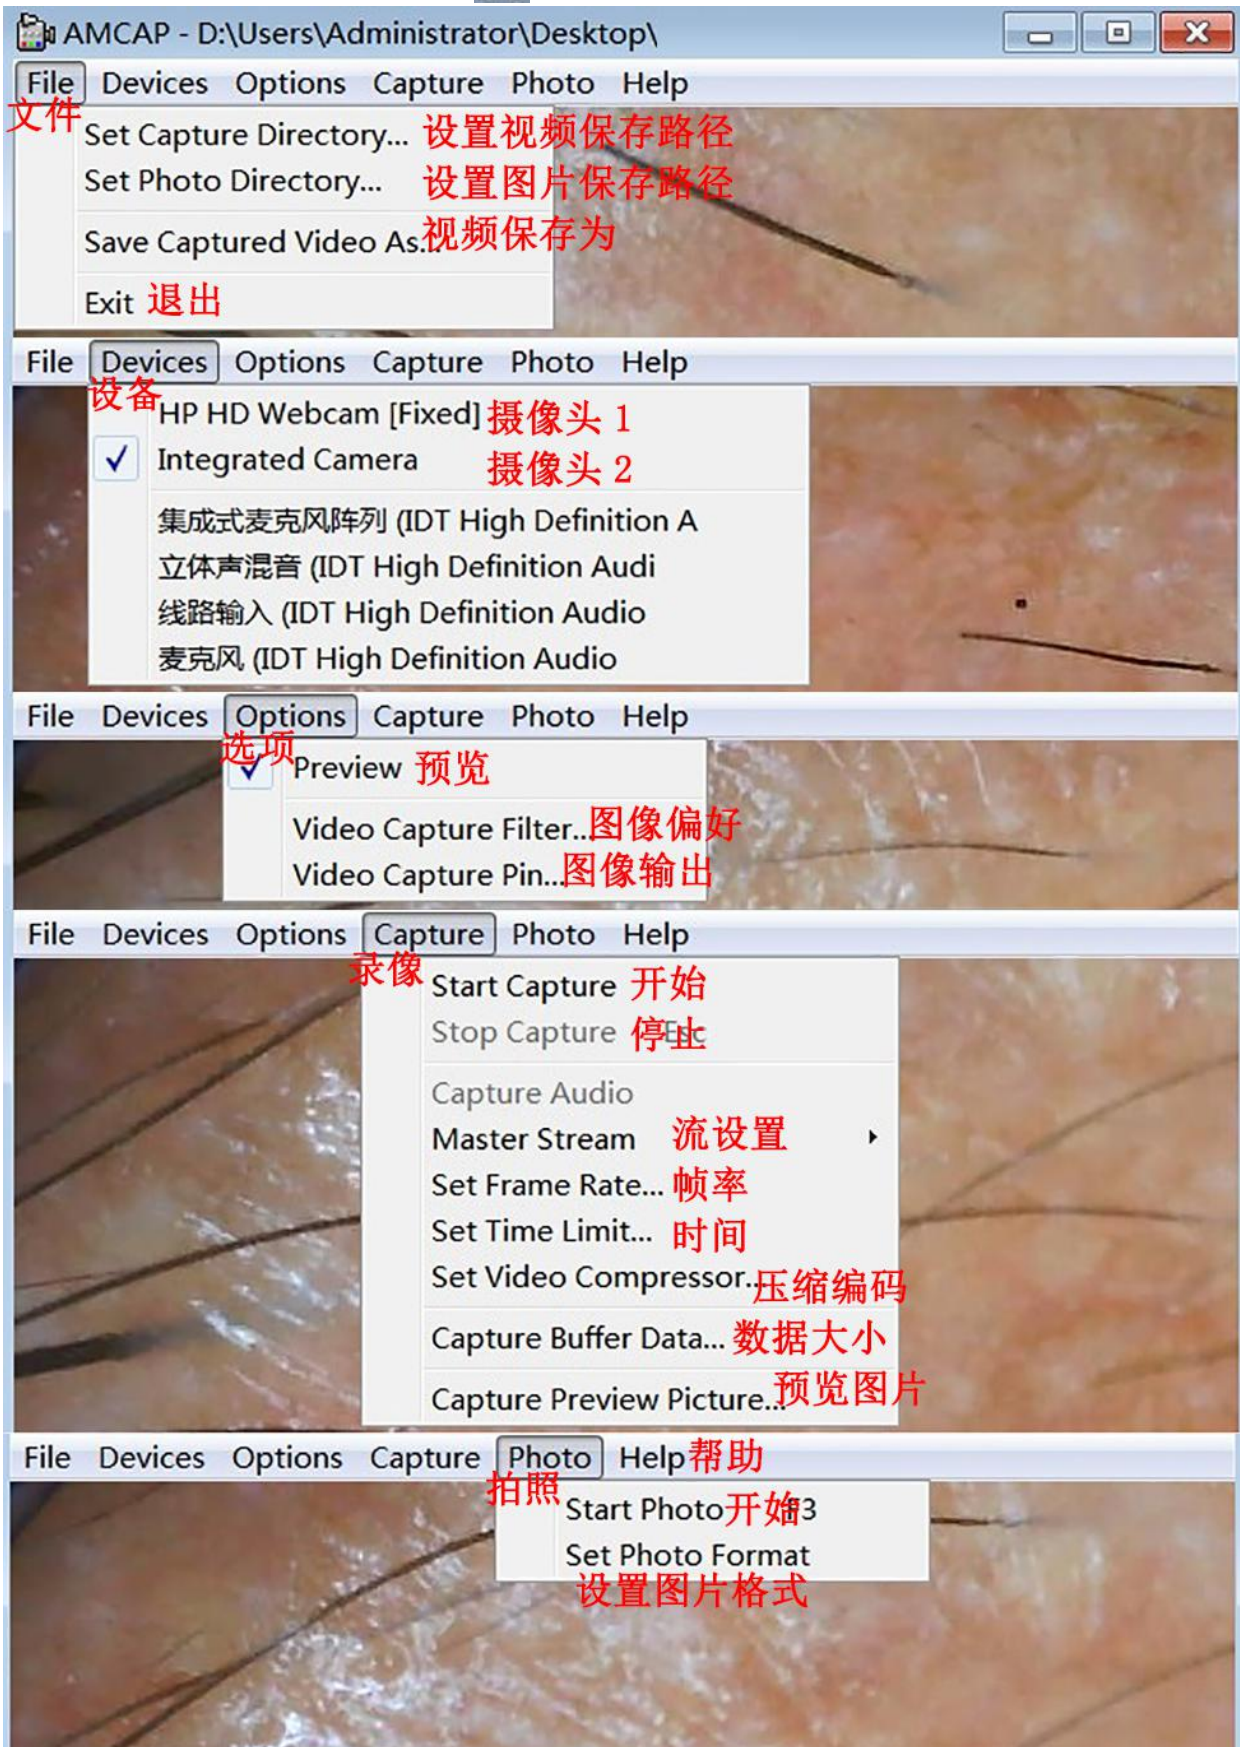 AMCAP - D:\Users\Administrator\Desktop\
File Devices Options Capture Photo Help
文件
Set Capture Directory... 设置视频保存路径
Set Photo Directory... 设置图片保存路径
Save Captured Video As... 视频保存为
Exit 退出
File Devices Options Capture Photo Help
设备
HP HD Webcam [Fixed] 摄像头 1
Integrated Camera 摄像头 2
集成式麦克风阵列 (IDT High Definition A
立体声混音 (IDT High Definition Audi
线路输入 (IDT High Definition Audio
麦克风 (IDT High Definition Audio
File Devices Options Capture Photo Help
选项
Preview 预览
Video Capture Filter... 图像偏好
Video Capture Pin... 图像输出
File Devices Options Capture Photo Help
录像
Start Capture 开始
Stop Capture 停止 Esc
Capture Audio
Master Stream 流设置
Set Frame Rate... 帧率
Set Time Limit... 时间
Set Video Compressor... 压缩编码
Capture Buffer Data... 数据大小
Capture Preview Picture... 预览图片
File Devices Options Capture Photo Help 帮助
拍照
Start Photo 开始 F3
Set Photo Format
设置图片格式